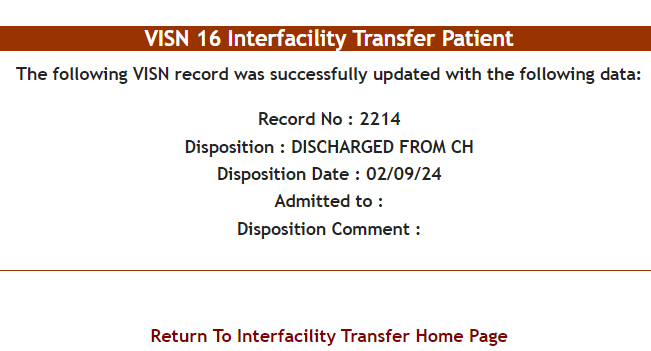 VISN 16 Interfacility Transfer Patient
The following VISN record was successfully updated with the following data:
Record No : 2214
Disposition : DISCHARGED FROM CH
Disposition Date : 02/09/24
Admitted to :
Disposition Comment :
Return To Interfacility Transfer Home Page